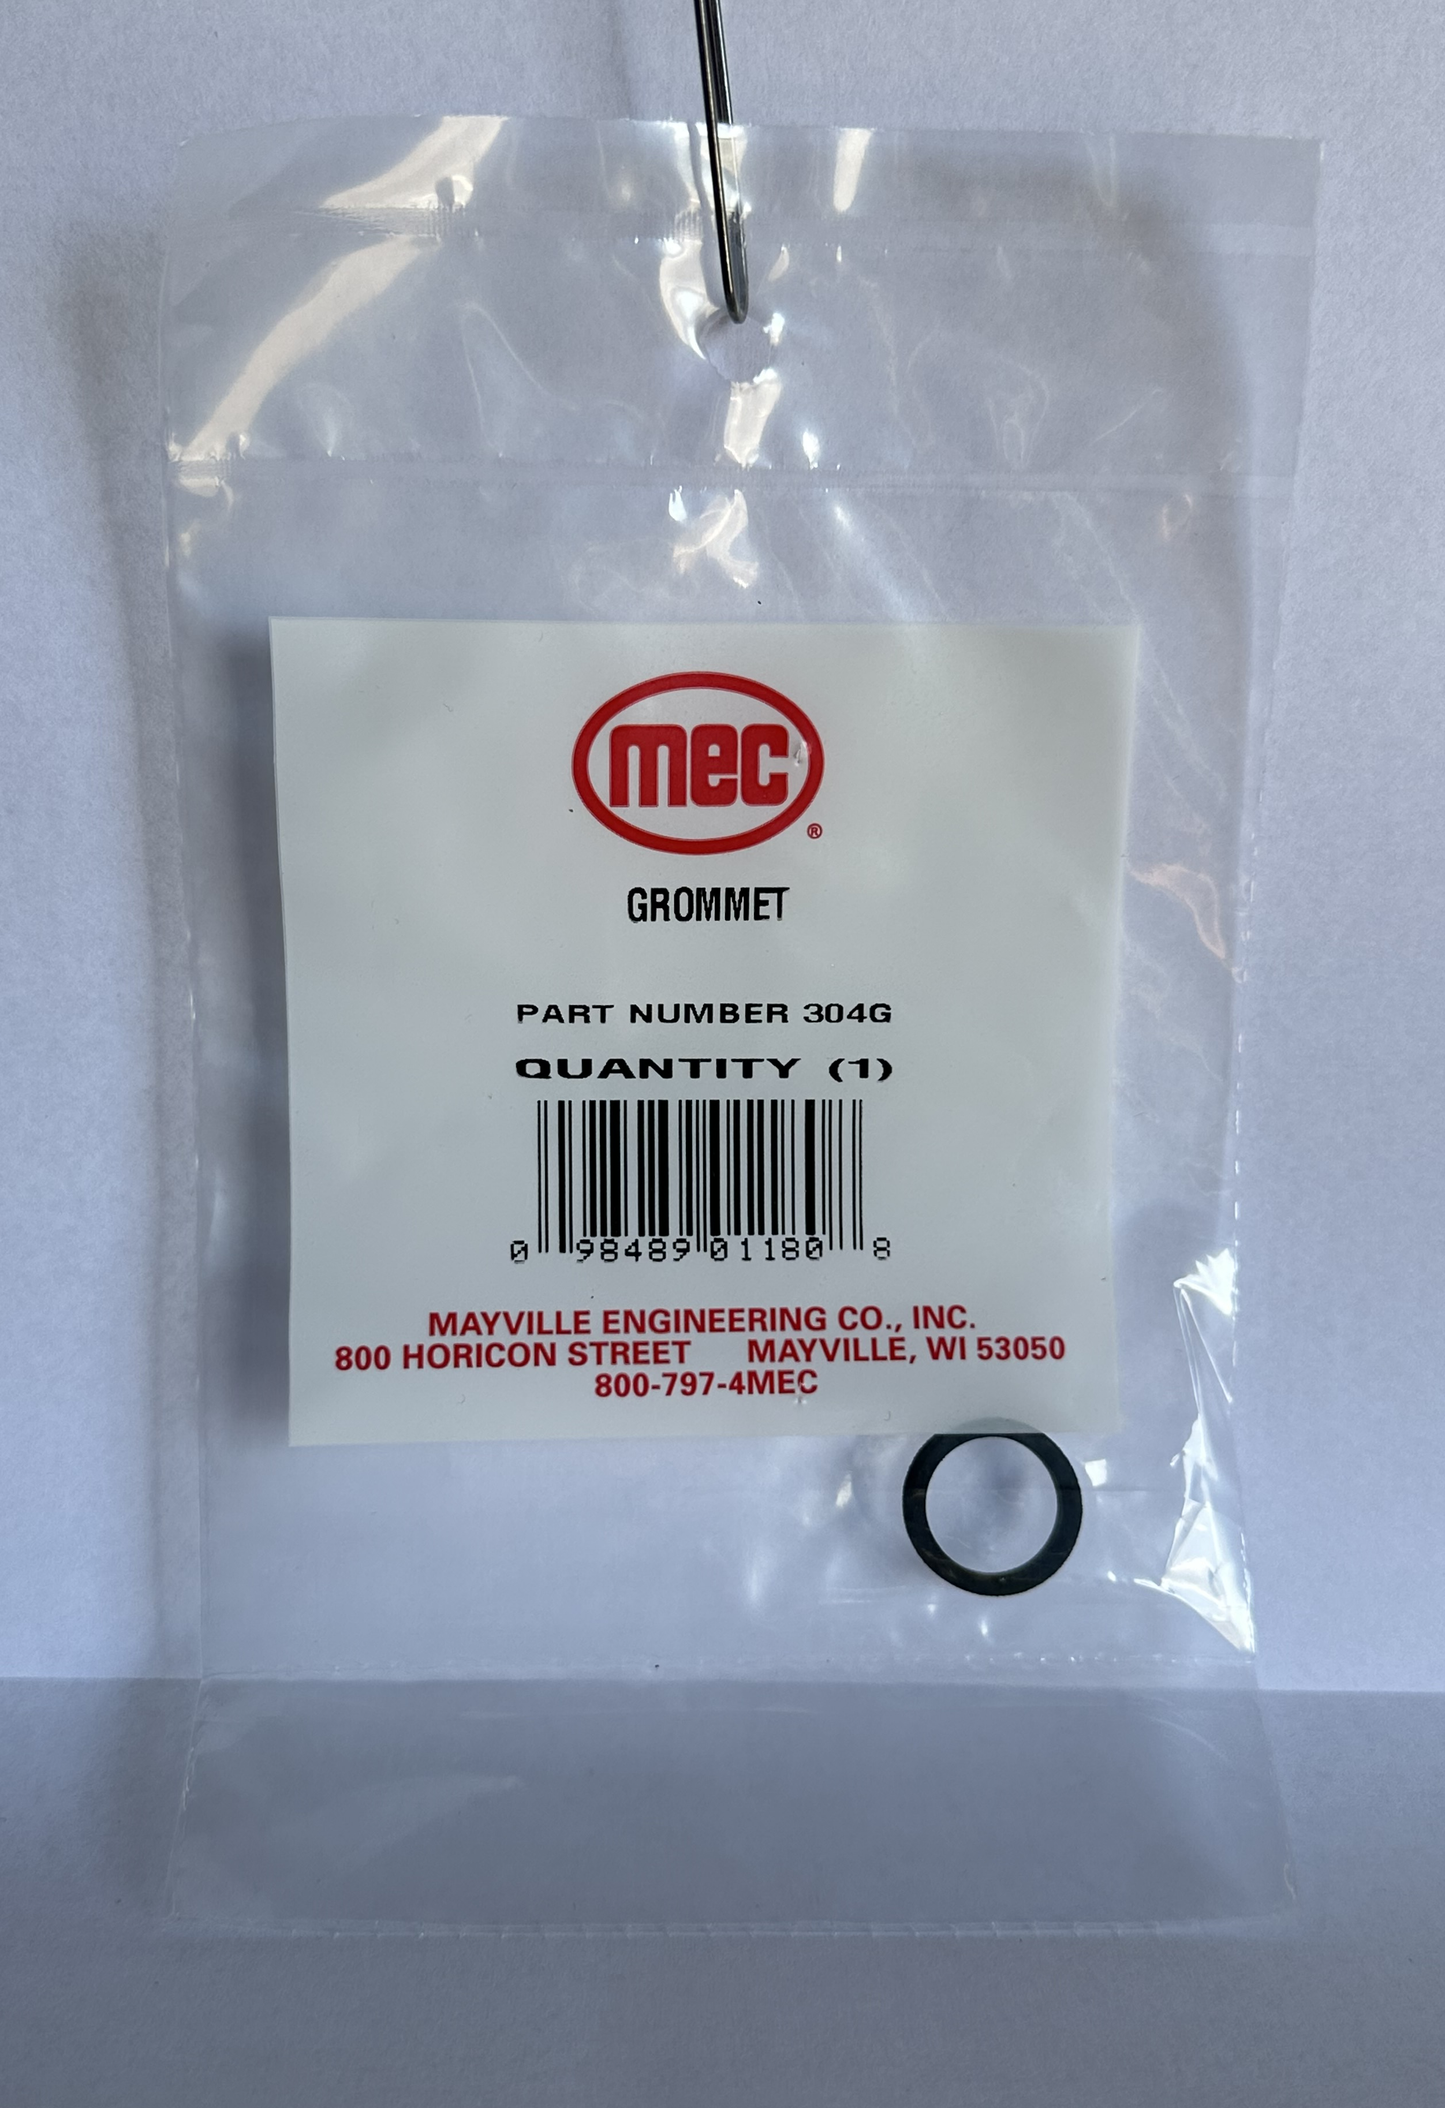 mec
®
GROMMET
PART NUMBER 304G
QUANTITY (1)
0 98489 01180 8
MAYVILLE ENGINEERING CO., INC.
800 HORICON STREET MAYVILLE, WI 53050
800-797-4MEC